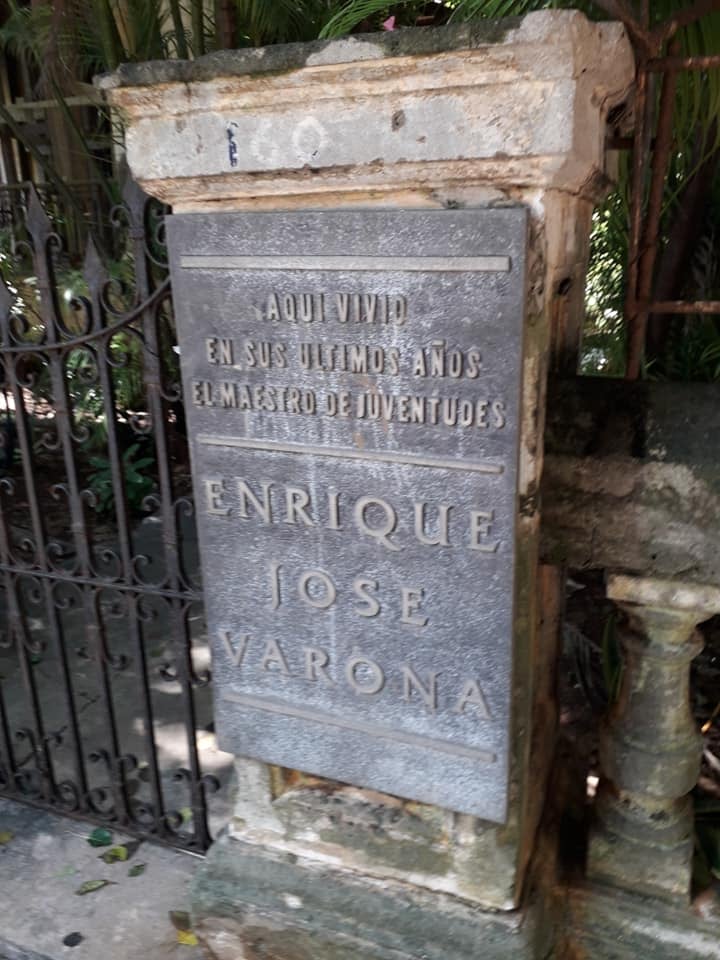 AQUI VIVIO
EN SUS ULTIMOS AÑOS
EL MAESTRO DE JUVENTUDES
ENRIQUE
JOSE
VARONA